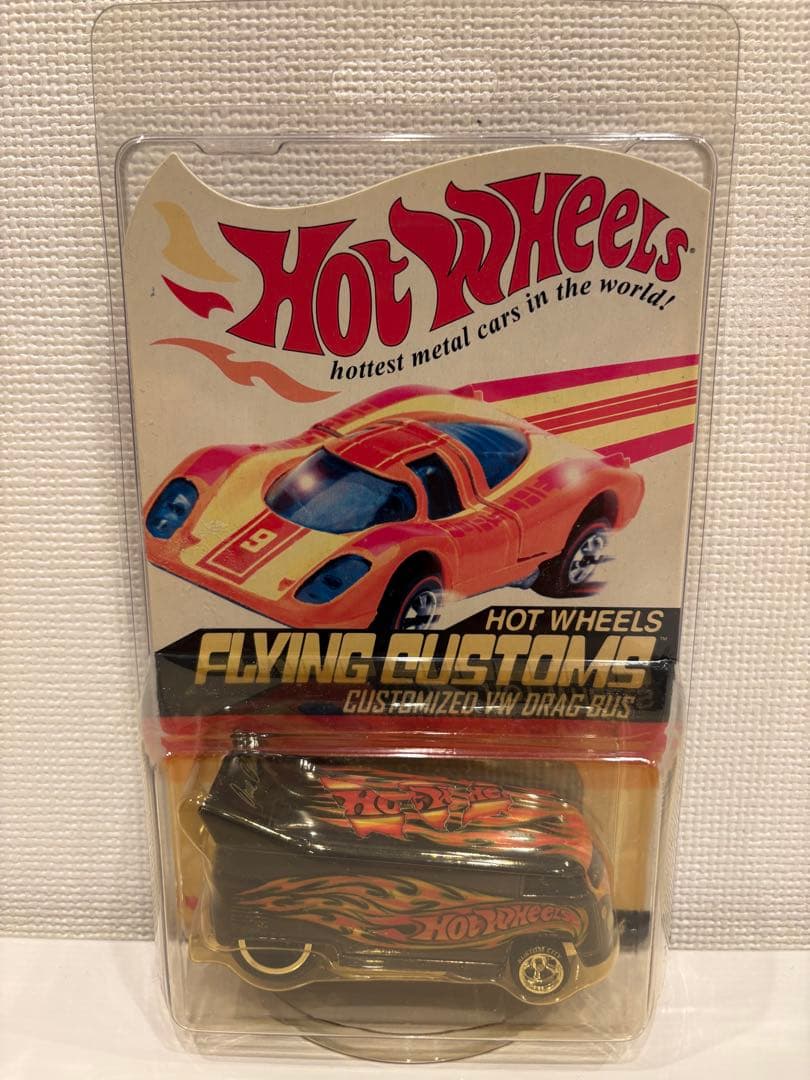 HOT WHEELS®
hottest metal cars in the world!
9
HOT WHEELS
FLYING CUSTOMS™
CUSTOMIZED VW DRAG BUS
HOT WHEELS
HOT WHEELS